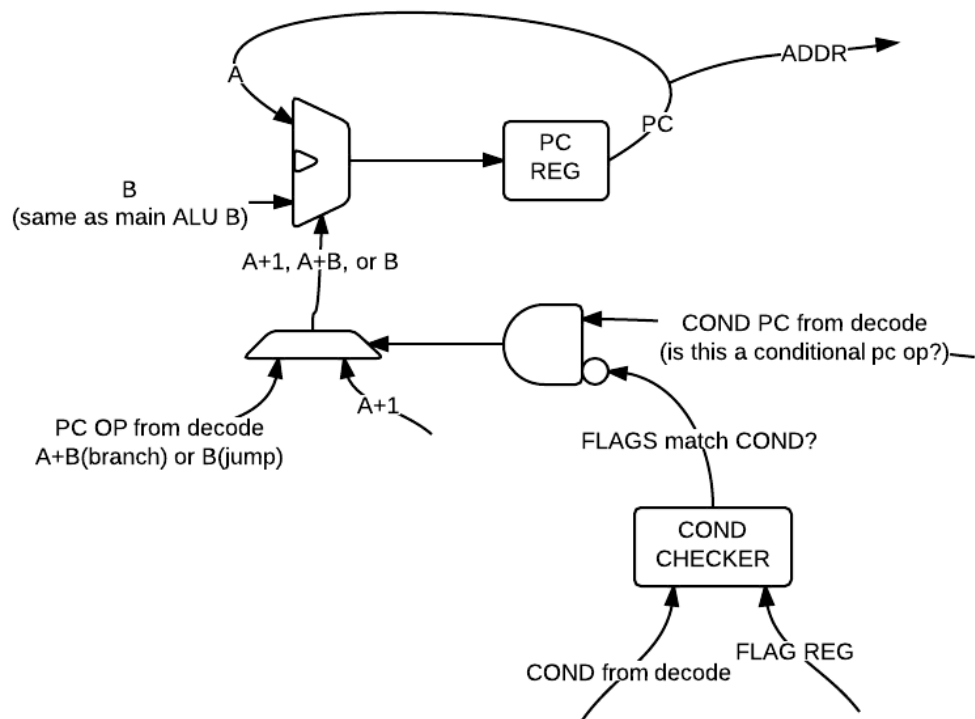 ADDR
A
PC
PC
REG
B
(same as main ALU B)
A+1, A+B, or B
COND PC from decode
(is this a conditional pc op?)
A+1
PC OP from decode
A+B(branch) or B(jump)
FLAGS match COND?
COND
CHECKER
FLAG REG
COND from decode